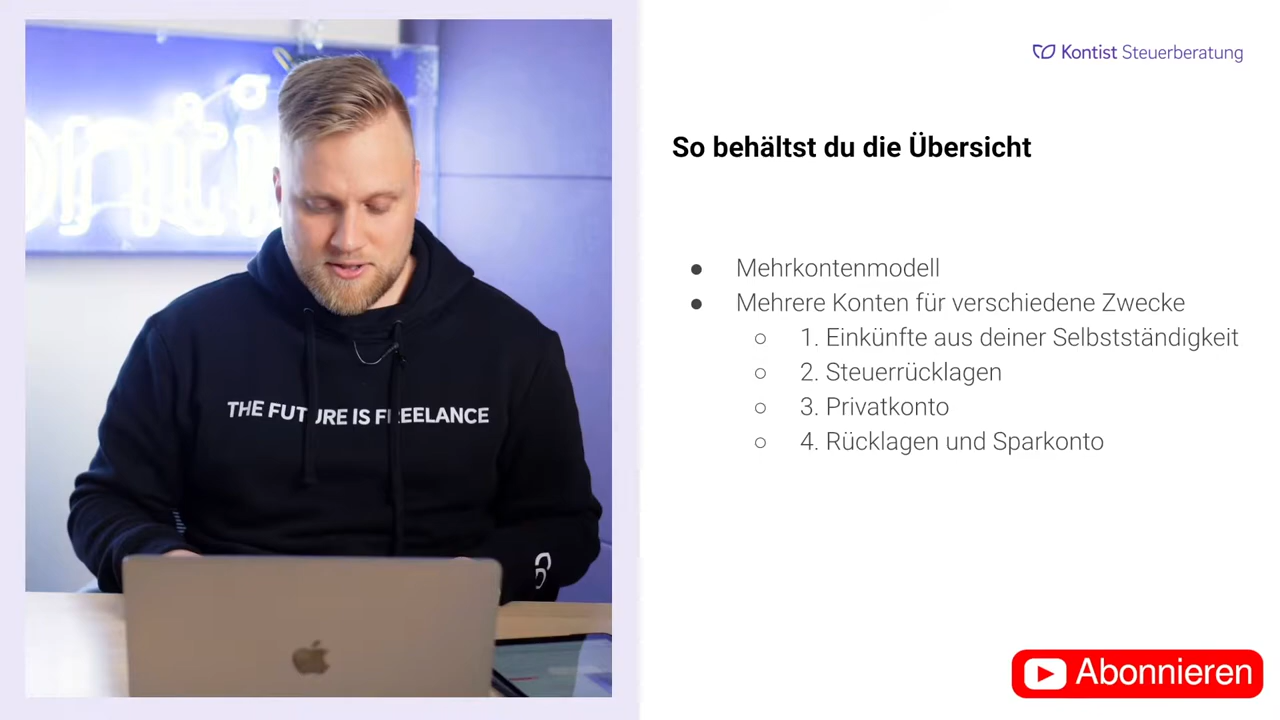 onti
THE FUTURE IS FREELANCE
Kontist Steuerberatung
So behältst du die Übersicht
● Mehrkontenmodell
● Mehrere Konten für verschiedene Zwecke
○ 1. Einkünfte aus deiner Selbstständigkeit
○ 2. Steuerrücklagen
○ 3. Privatkonto
○ 4. Rücklagen und Sparkonto
Abonnieren